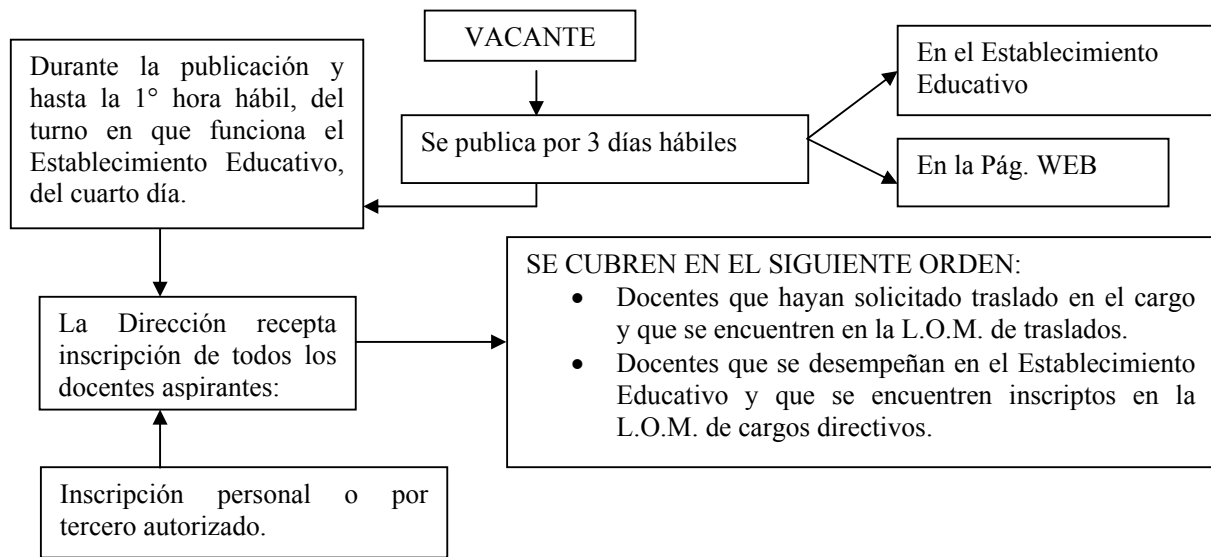 VACANTE
Se publica por 3 días hábiles
En el Establecimiento
Educativo
En la Pág. WEB
Durante la publicación y
hasta la 1° hora hábil, del
turno en que funciona el
Establecimiento Educativo,
del cuarto día.
La Dirección recepta
inscripción de todos los
docentes aspirantes:
Inscripción personal o por
tercero autorizado.
SE CUBREN EN EL SIGUIENTE ORDEN:
• Docentes que hayan solicitado traslado en el cargo
y que se encuentren en la L.O.M. de traslados.
• Docentes que se desempeñan en el Establecimiento
Educativo y que se encuentren inscriptos en la
L.O.M. de cargos directivos.